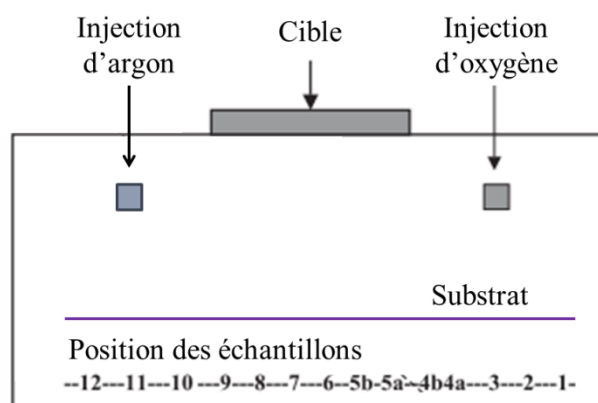 Injection
d’argon
Cible
Injection
d’oxygène
Substrat
Position des échantillons
--12---11---10 ---9---8---7---6--5b-5a`~4b4a---3---2---1-